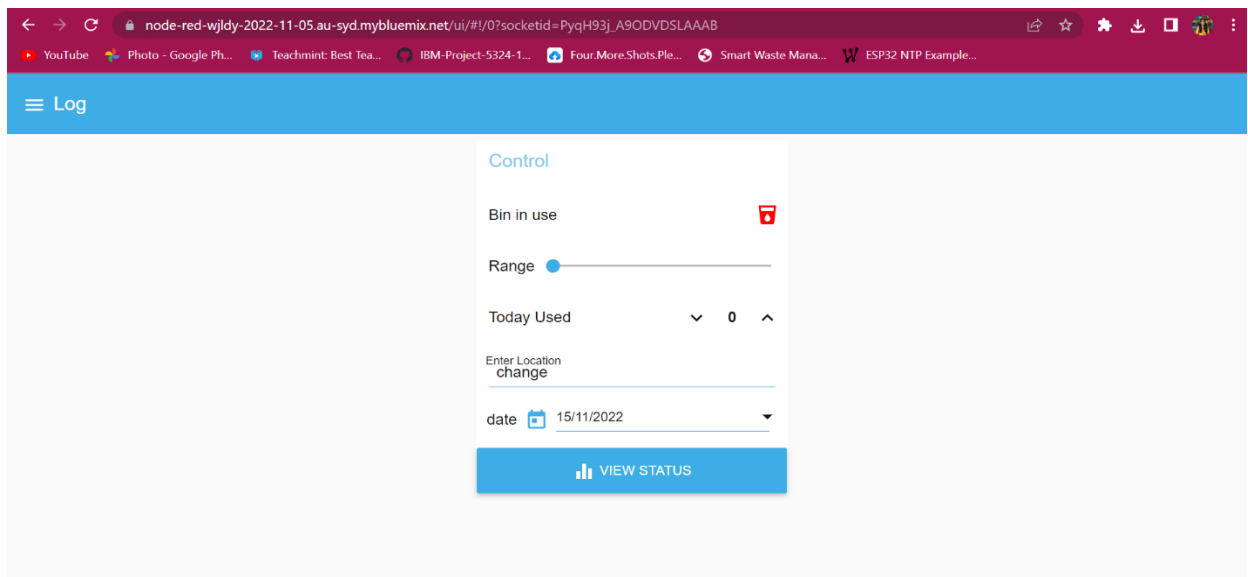 node-red-wjldy-2022-11-05.au-syd.mybluemix.net/ui/#!/0?socketid=PyqH93j_A9ODVDSLAAAB
YouTube Photo - Google Ph... Teachmint: Best Tea... IBM-Project-5324-1... Four.More.Shots.Ple... Smart Waste Mana... ESP32 NTP Example...
Log
Control
Bin in use
Range
Today Used 0
Enter Location
change
date 15/11/2022
VIEW STATUS